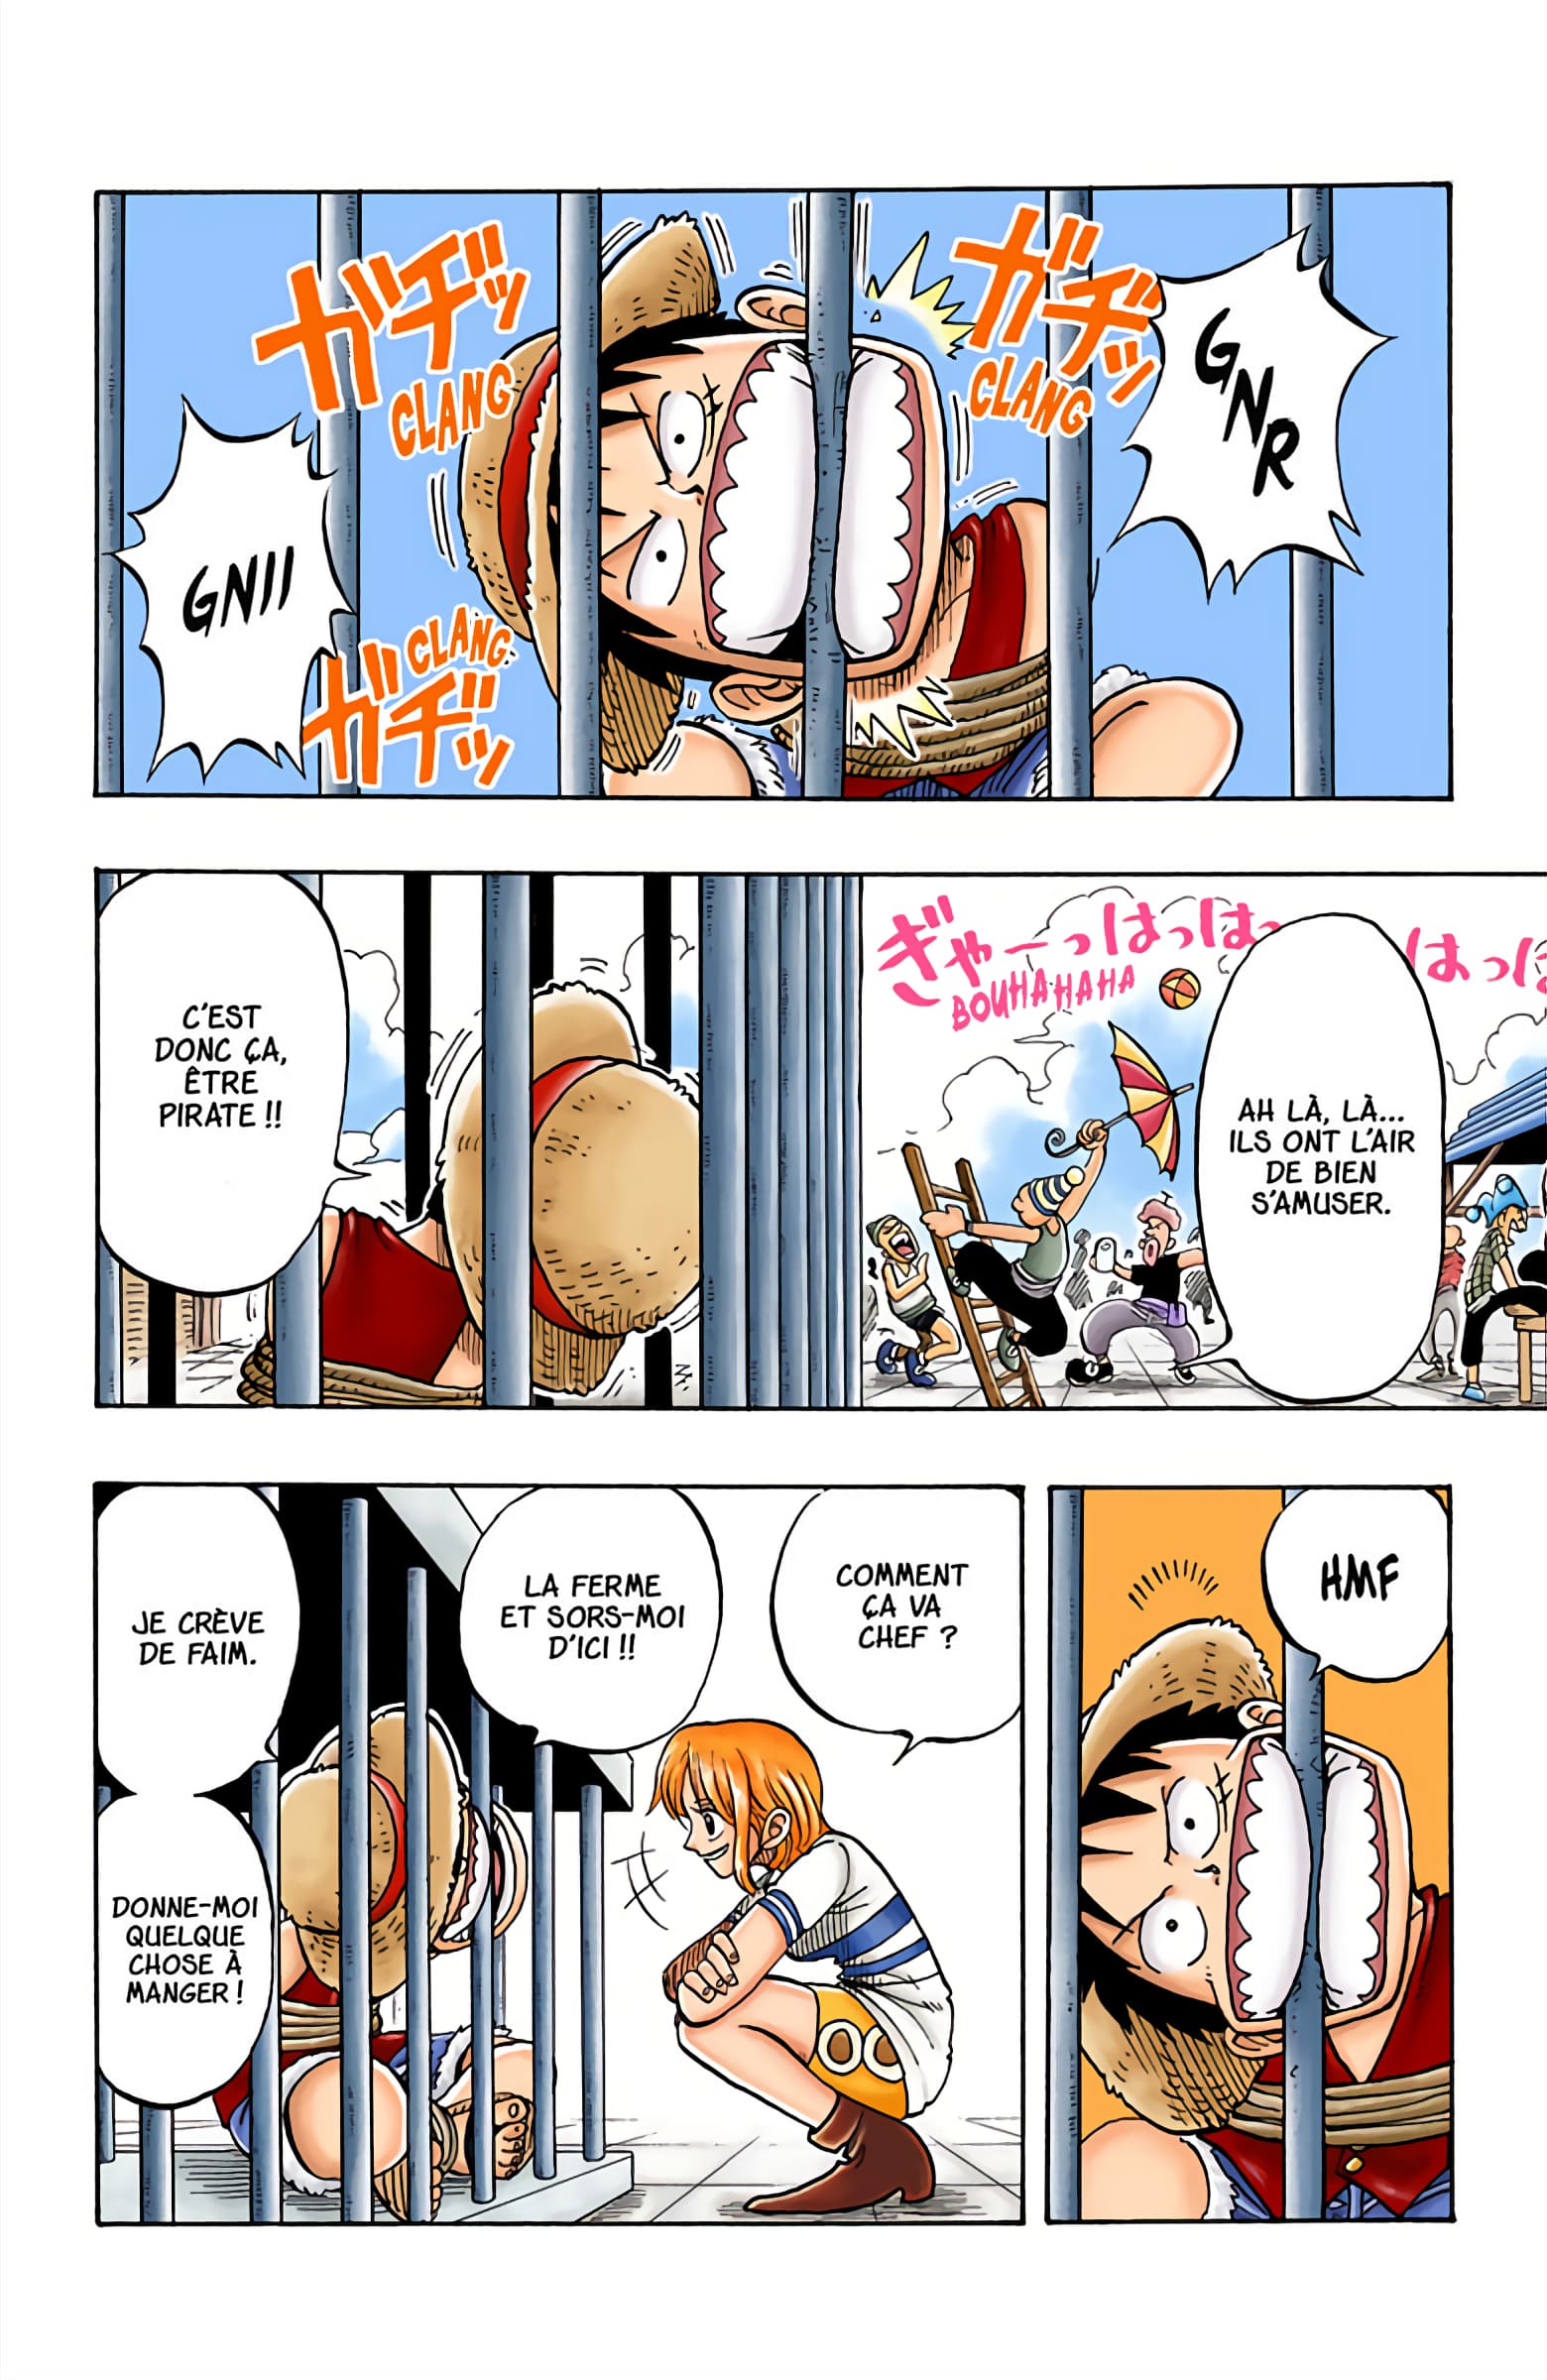 ガヂッ
CLANG
GNR
ガヂッ
CLANG
GNII
CLANG
ガヂッ
ぎゃーっはっはっ
はっは
BOUHAHAHAHA
AH LÀ, LÀ...
ILS ONT L'AIR
DE BIEN
S'AMUSER.
C'EST
DONC ÇA,
ÊTRE
PIRATE !!
HMF
COMMENT
ÇA VA
CHEF ?
LA FERME
ET SORS-MOI
D'ICI !!
JE CRÈVE
DE FAIM.
DONNE-MOI
QUELQUE
CHOSE À
MANGER !